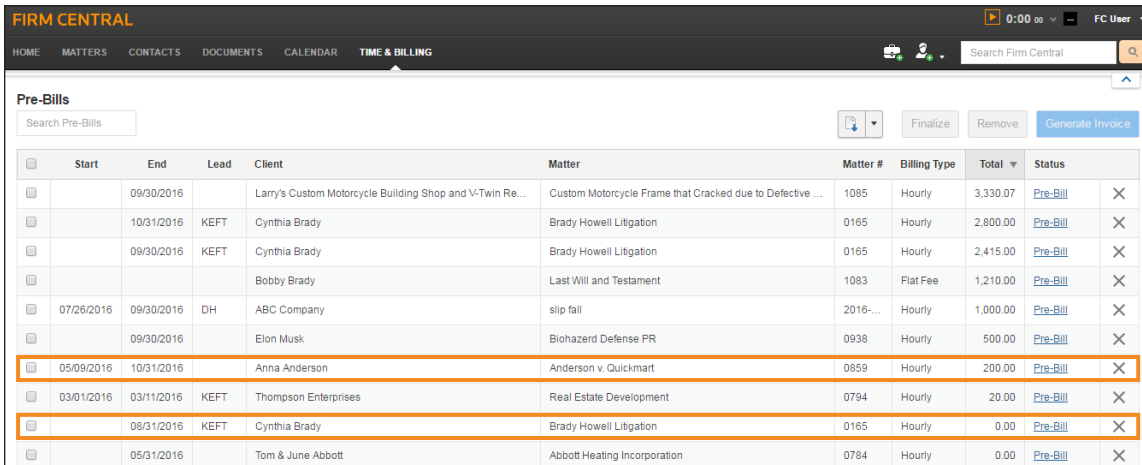 FIRM CENTRAL
0:00 00
FC User
HOME MATTERS CONTACTS DOCUMENTS CALENDAR TIME & BILLING
Search Firm Central
Pre-Bills
Search Pre-Bills
Finalize Remove Generate Invoice
Start End Lead Client Matter Matter # Billing Type Total Status
09/30/2016 Larry's Custom Motorcycle Building Shop and V-Twin Re... Custom Motorcycle Frame that Cracked due to Defective ... 1085 Hourly 3,330.07 Pre-Bill
10/31/2016 KEFT Cynthia Brady Brady Howell Litigation 0165 Hourly 2,800.00 Pre-Bill
09/30/2016 KEFT Cynthia Brady Brady Howell Litigation 0165 Hourly 2,415.00 Pre-Bill
Bobby Brady Last Will and Testament 1083 Flat Fee 1,210.00 Pre-Bill
07/26/2016 09/30/2016 DH ABC Company slip fall 2016-... Hourly 1,000.00 Pre-Bill
09/30/2016 Elon Musk Biohazerd Defense PR 0938 Hourly 500.00 Pre-Bill
05/09/2016 10/31/2016 Anna Anderson Anderson v. Quickmart 0859 Hourly 200.00 Pre-Bill
03/01/2016 03/11/2016 KEFT Thompson Enterprises Real Estate Development 0794 Hourly 20.00 Pre-Bill
08/31/2016 KEFT Cynthia Brady Brady Howell Litigation 0165 Hourly 0.00 Pre-Bill
05/31/2016 Tom & June Abbott Abbott Heating Incorporation 0784 Hourly 0.00 Pre-Bill